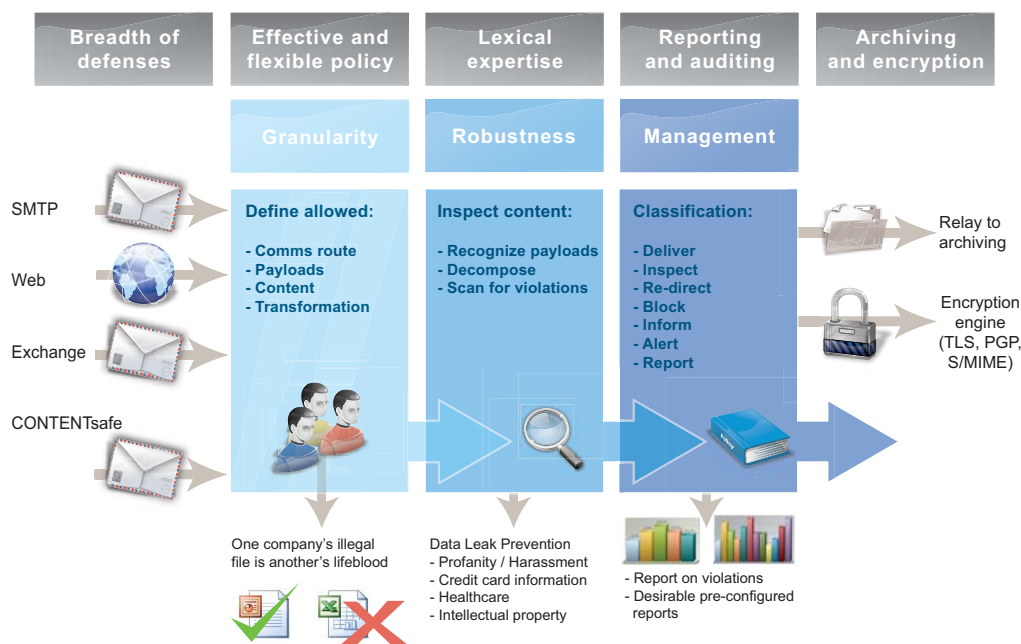 Breadth of
defenses
Effective and
flexible policy
Lexical
expertise
Reporting
and auditing
Archiving
and encryption
Granularity
Robustness
Management
SMTP
Web
Exchange
CONTENTsafe
Define allowed:
- Comms route
- Payloads
- Content
- Transformation
Inspect content:
- Recognize payloads
- Decompose
- Scan for violations
Classification:
- Deliver
- Inspect
- Re-direct
- Block
- Inform
- Alert
- Report
Policy
Relay to
archiving
Encryption
engine
(TLS, PGP,
S/MIME)
One company's illegal
file is another's lifeblood
Data Leak Prevention
- Profanity / Harassment
- Credit card information
- Healthcare
- Intellectual property
- Report on violations
- Desirable pre-configured
reports